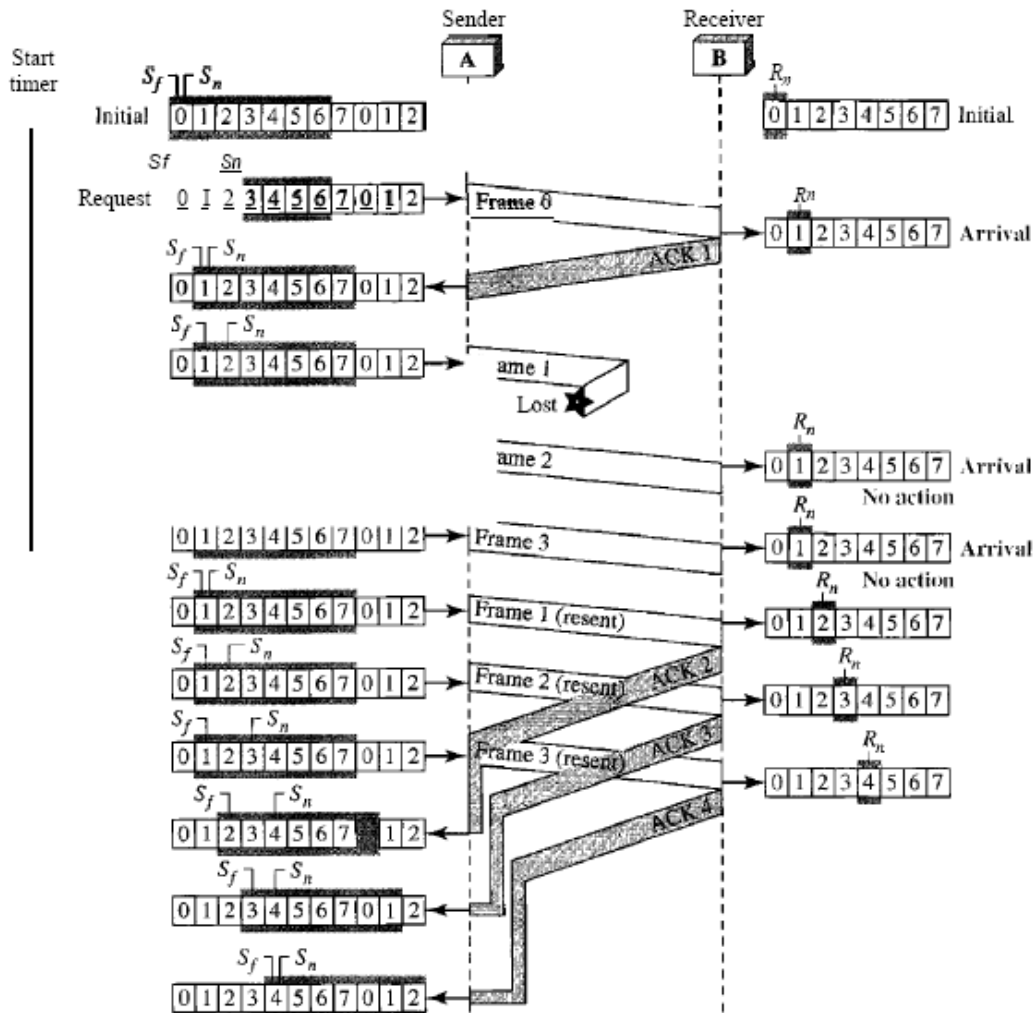 Sender
Receiver
Start
timer
A
B
Sf Sn
Rn
Initial 0 1 2 3 4 5 6 7 0 1 2
0 1 2 3 4 5 6 7 Initial
Sf Sn
Request 0 I 2 3 4 5 6 7 0 1 2
Frame 0
Rn
0 1 2 3 4 5 6 7 Arrival
Sf Sn
ACK 1
0 1 2 3 4 5 6 7 0 1 2
Sf Sn
0 1 2 3 4 5 6 7 0 1 2
ame 1
Lost
Rn
ame 2
0 1 2 3 4 5 6 7 Arrival
No action
Rn
0 1 2 3 4 5 6 7 0 1 2
Frame 3
0 1 2 3 4 5 6 7 Arrival
No action
Sf Sn
Rn
0 1 2 3 4 5 6 7 0 1 2
Frame 1 (resent)
0 1 2 3 4 5 6 7
Sf Sn
ACK 2
Rn
0 1 2 3 4 5 6 7 0 1 2
Frame 2 (resent)
0 1 2 3 4 5 6 7
Sf Sn
ACK 3
Rn
0 1 2 3 4 5 6 7 0 1 2
Frame 3 (resent)
0 1 2 3 4 5 6 7
Sf Sn
ACK 4
0 1 2 3 4 5 6 7 1 2
Sf Sn
0 1 2 3 4 5 6 7 0 1 2
Sf Sn
0 1 2 3 4 5 6 7 0 1 2